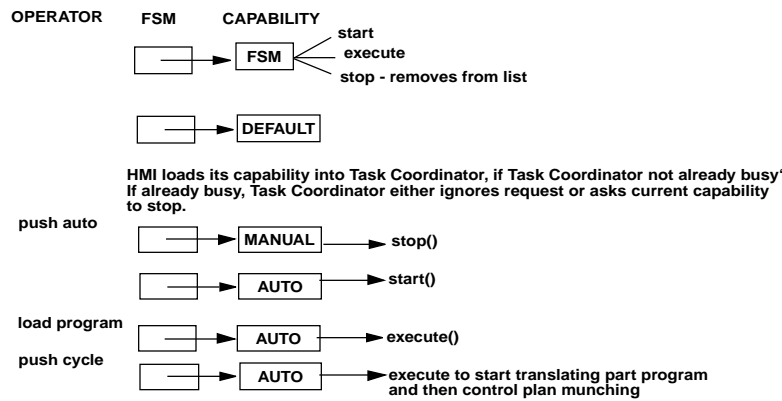 OPERATOR FSM CAPABILITY
start
FSM execute
stop - removes from list
DEFAULT
HMI loads its capability into Task Coordinator, if Task Coordinator not already busy'
If already busy, Task Coordinator either ignores request or asks current capability
to stop.
push auto
MANUAL stop()
AUTO start()
load program
AUTO execute()
push cycle
AUTO execute to start translating part program
and then control plan munching